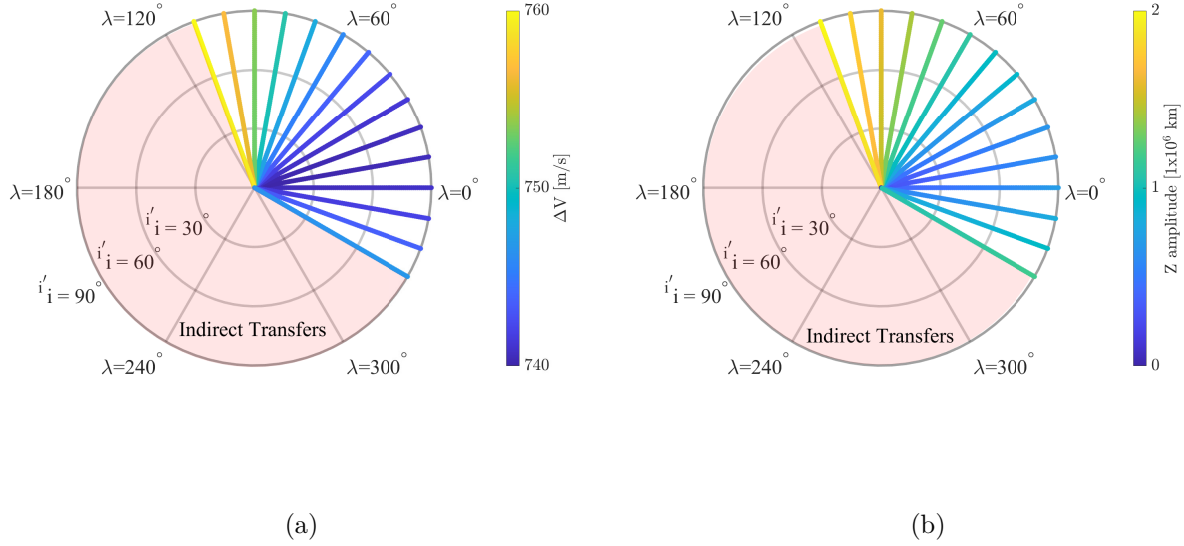 λ=120° λ=60° 760
λ=180° λ=0° 750 ΔV [m/s]
i′ i = 30°
i′ i = 60°
i′ i = 90°
Indirect Transfers
λ=240° λ=300° 740
(a)
λ=120° λ=60° 2
λ=180° λ=0° 1 Z amplitude [1x10⁶ km]
i′ i = 30°
i′ i = 60°
i′ i = 90°
Indirect Transfers
λ=240° λ=300° 0
(b)